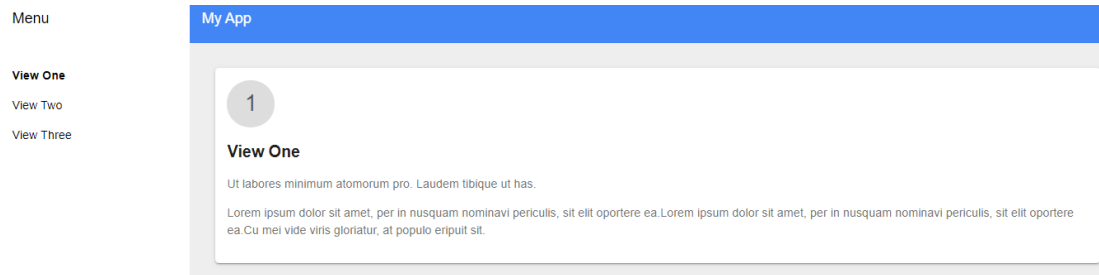 Menu
My App
View One
View Two
View Three
1
View One
Ut labores minimum atomorum pro. Laudem tibique ut has.
Lorem ipsum dolor sit amet, per in nusquam nominavi periculis, sit elit oportere ea.Lorem ipsum dolor sit amet, per in nusquam nominavi periculis, sit elit oportere
ea.Cu mei vide viris gloriatur, at populo eripuit sit.